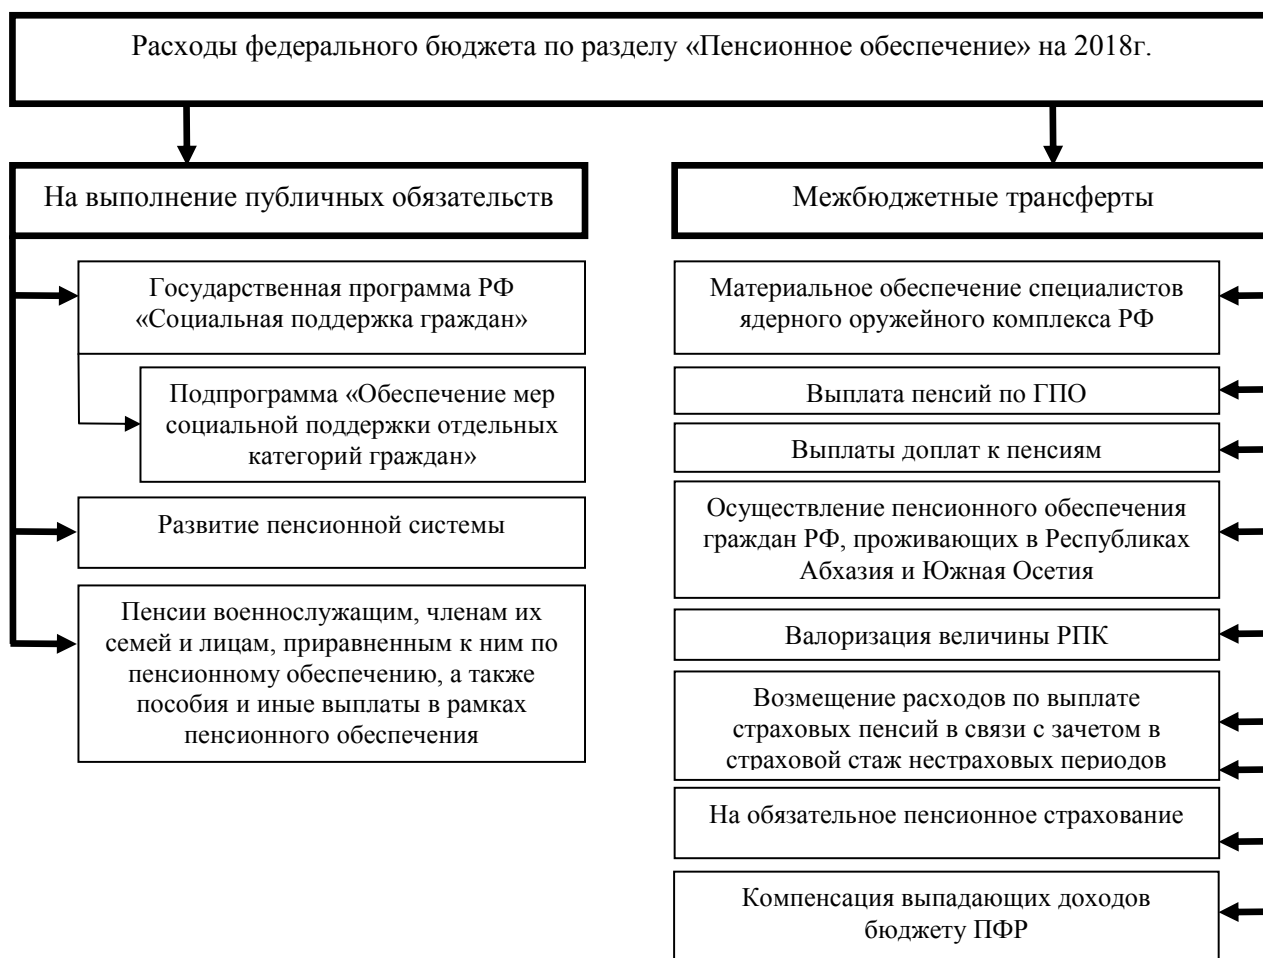 Расходы федерального бюджета по разделу «Пенсионное обеспечение» на 2018г.
На выполнение публичных обязательств
Государственная программа РФ
«Социальная поддержка граждан»
Подпрограмма «Обеспечение мер
социальной поддержки отдельных
категорий граждан»
Развитие пенсионной системы
Пенсии военнослужащим, членам их
семей и лицам, приравненным к ним по
пенсионному обеспечению, а также
пособия и иные выплаты в рамках
пенсионного обеспечения
Межбюджетные трансферты
Материальное обеспечение специалистов
ядерного оружейного комплекса РФ
Выплата пенсий по ГПО
Выплаты доплат к пенсиям
Осуществление пенсионного обеспечения
граждан РФ, проживающих в Республиках
Абхазия и Южная Осетия
Валоризация величины РПК
Возмещение расходов по выплате
страховых пенсий в связи с зачетом в
страховой стаж нестраховых периодов
На обязательное пенсионное страхование
Компенсация выпадающих доходов
бюджету ПФР